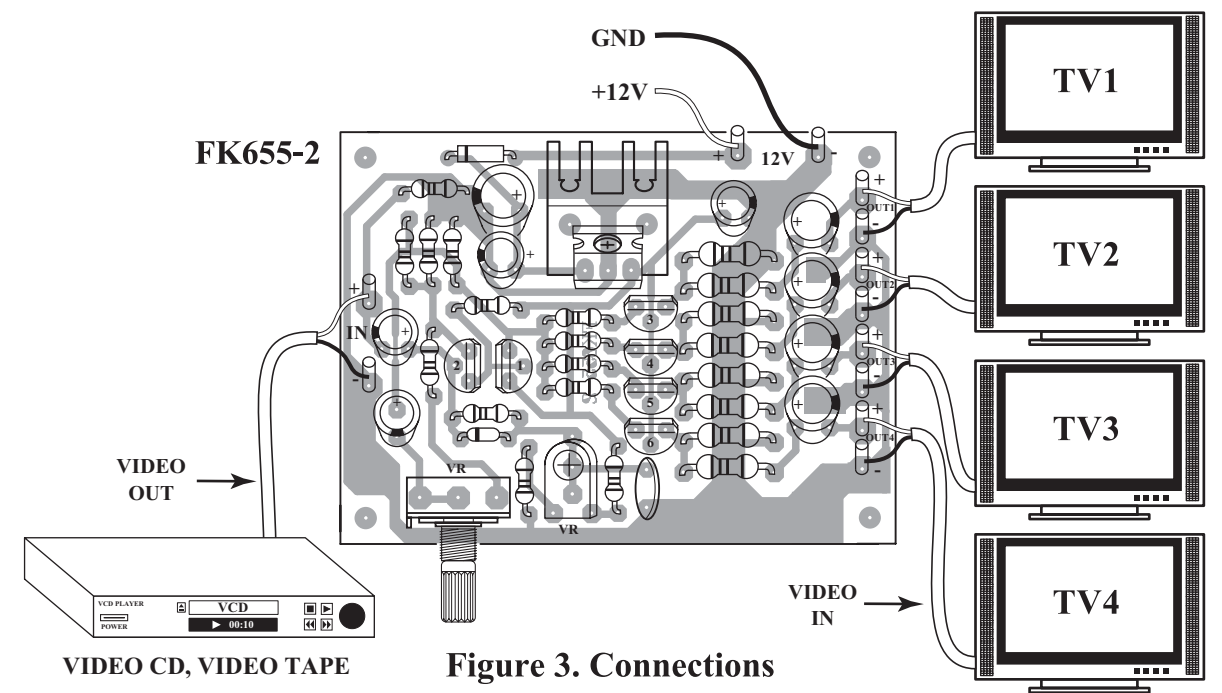 GND
+12V
FK655-2
+ 12V -
+
OUT1
-
+
OUT2
-
+
OUT3
-
+
OUT4
-
+
IN
-
+
+
+
+
+
+
+
+
+
3
4
5
6
2 1
VR
VR
TV1
TV2
TV3
TV4
VIDEO
OUT
VIDEO
IN
VCD PLAYER
POWER
VCD
00:10
VIDEO CD, VIDEO TAPE
Figure 3. Connections